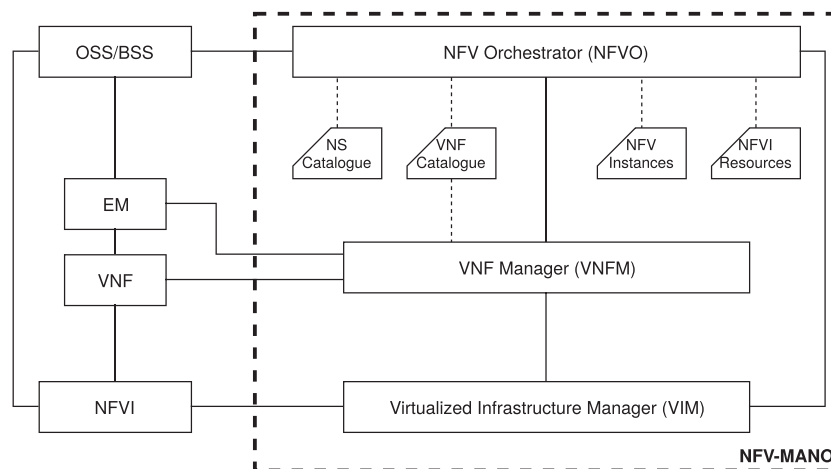 OSS/BSS
NFV Orchestrator (NFVO)
NS
Catalogue
VNF
Catalogue
NFV
Instances
NFVI
Resources
EM
VNF
VNF Manager (VNFM)
NFVI
Virtualized Infrastructure Manager (VIM)
NFV-MANO